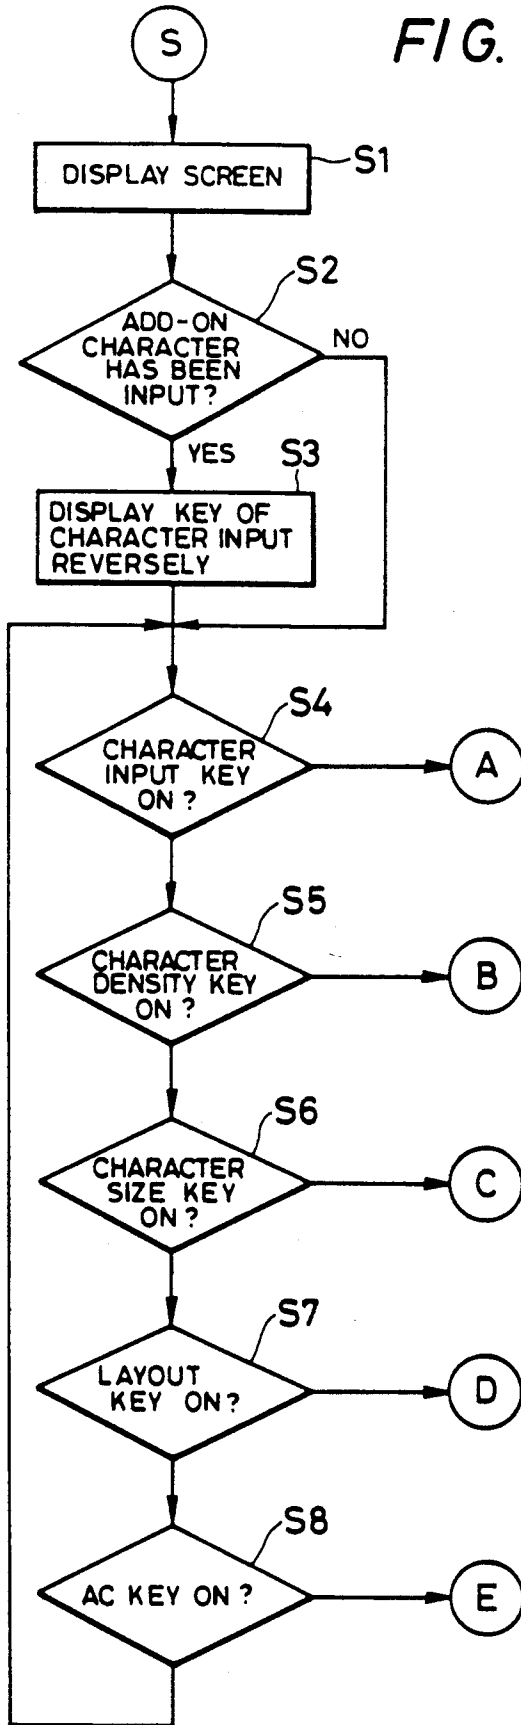 S
FIG.
DISPLAY SCREEN
S1
S2
ADD-ON
CHARACTER
HAS BEEN
INPUT?
NO
YES
S3
DISPLAY KEY OF
CHARACTER INPUT
REVERSELY
S4
CHARACTER
INPUT KEY
ON?
A
S5
CHARACTER
DENSITY KEY
ON?
B
S6
CHARACTER
SIZE KEY
ON?
C
S7
LAYOUT
KEY ON?
D
S8
AC KEY ON?
E